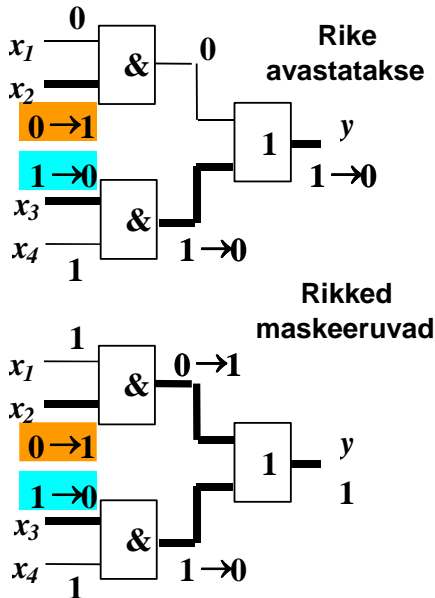 0
x1
&
0
Rike
avastatakse
x2
0→1
1
y
1→0
1→0
x3
&
x4
1
1→0
Rikked
maskeeruvad
1
x1
&
0→1
x2
0→1
1
y
1
1→0
x3
&
x4
1
1→0